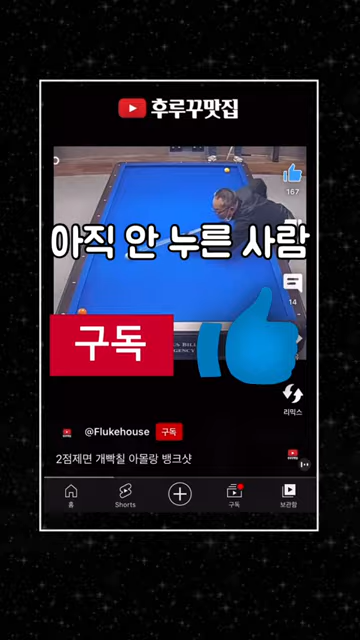 후루꾸맛집
167
아직 안 누른 사람
14
구독
리믹스
@Flukehouse 구독
2점제면 개빡칠 아몰랑 뱅크샷
홈 Shorts 구독 보관함